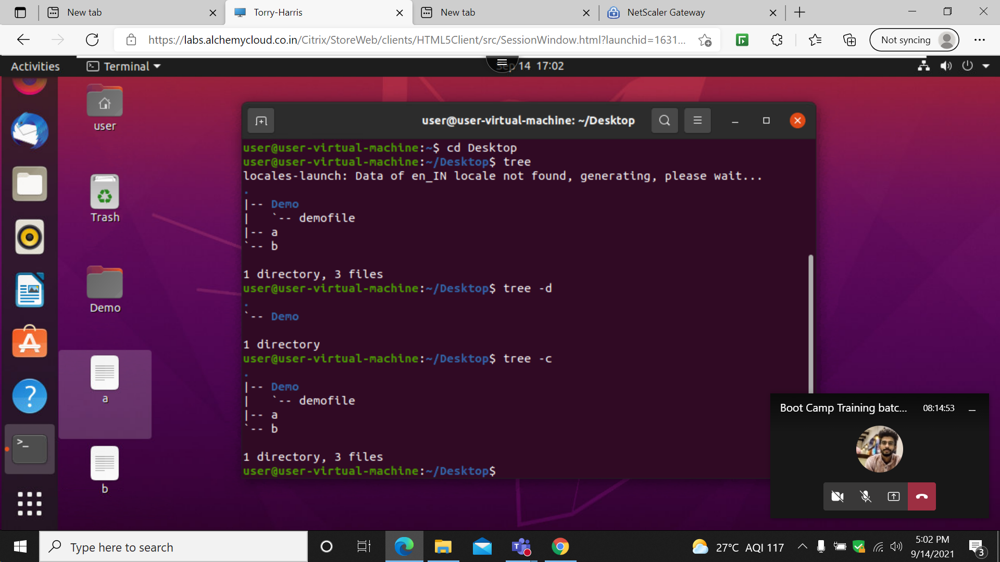 New tab
Torry-Harris
New tab
NetScaler Gateway
https://labs.alchemycloud.co.in/Citrix/StoreWeb/clients/HTML5Client/src/SessionWindow.html?launchid=1631...
Not syncing
Activities
Terminal
Sep 14 17:02
user
Trash
Demo
a
b
user@user-virtual-machine: ~/Desktop
user@user-virtual-machine:~$ cd Desktop
user@user-virtual-machine:~/Desktop$ tree
locales-launch: Data of en_IN locale not found, generating, please wait...
.
|-- Demo
|   `-- demofile
|-- a
`-- b
1 directory, 3 files
user@user-virtual-machine:~/Desktop$ tree -d
.
`-- Demo
1 directory
user@user-virtual-machine:~/Desktop$ tree -c
.
|-- Demo
|   `-- demofile
|-- a
`-- b
1 directory, 3 files
user@user-virtual-machine:~/Desktop$
Boot Camp Training batc... 08:14:53
Type here to search
27°C AQI 117
5:02 PM
9/14/2021
3